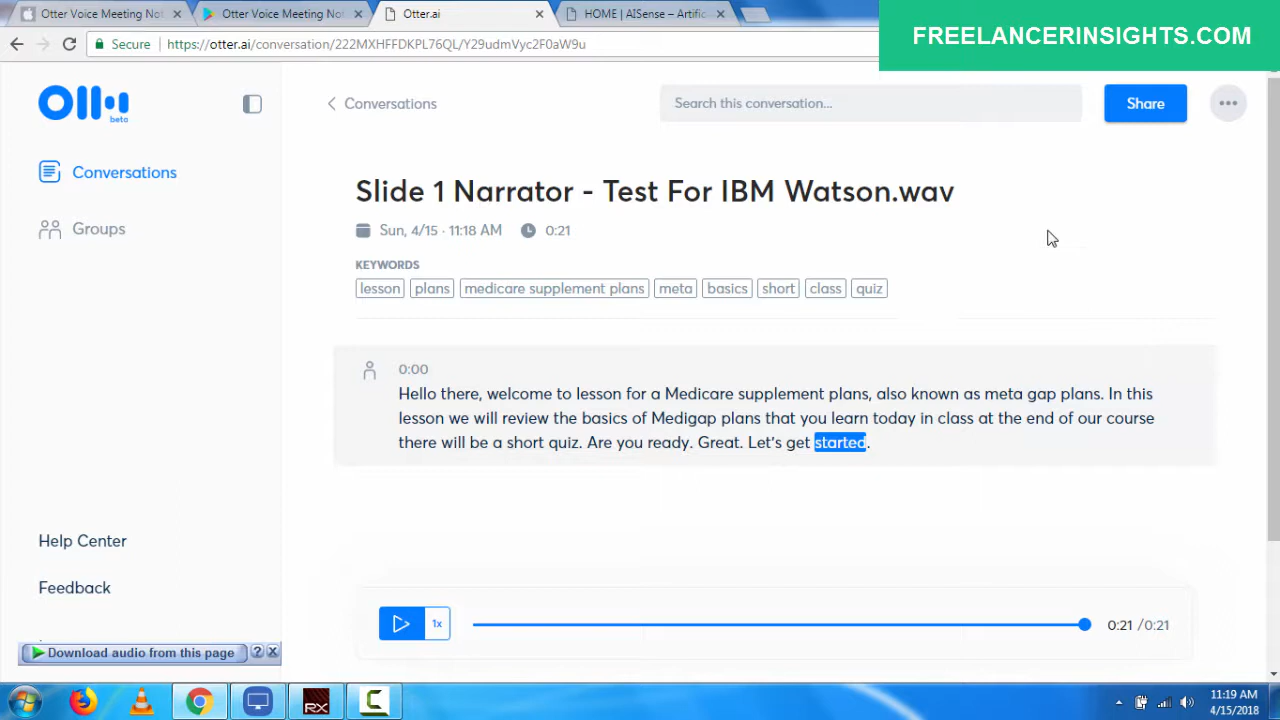 Otter Voice Meeting Not
Otter Voice Meeting Not
Otter.ai
HOME | AISense – Artific
Secure
https://otter.ai/conversation/222MXHFFDKPL76QL/Y29udmVyc2F0aW9u
FREELANCERINSIGHTS.COM
beta
Conversations
Search this conversation...
Share
Conversations
Groups
Slide 1 Narrator - Test For IBM Watson.wav
Sun, 4/15 · 11:18 AM
0:21
KEYWORDS
lesson plans medicare supplement plans meta basics short class quiz
0:00
Hello there, welcome to lesson for a Medicare supplement plans, also known as meta gap plans. In this
lesson we will review the basics of Medigap plans that you learn today in class at the end of our course
there will be a short quiz. Are you ready. Great. Let's get started.
Help Center
Feedback
Download audio from this page ?
1x
0:21 /0:21
RX
C
11:19 AM
4/15/2018